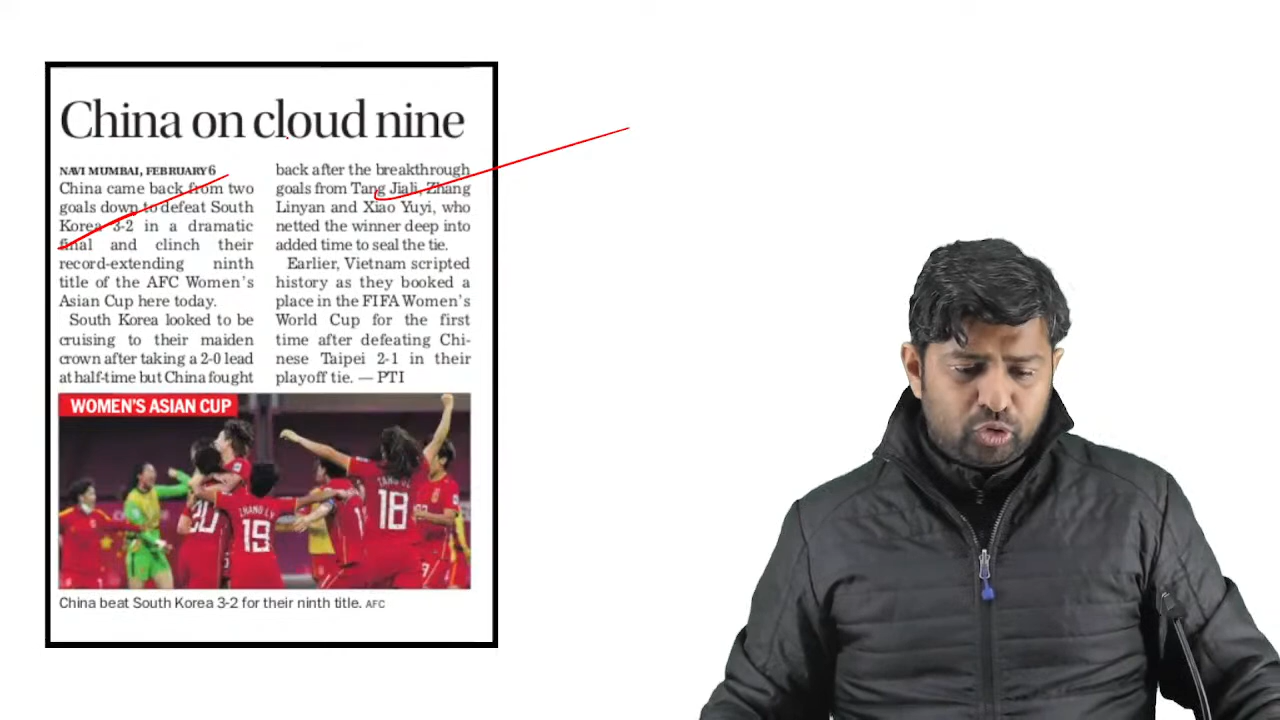 China on cloud nine
NAVI MUMBAI, FEBRUARY 6
China came back from two
goals down to defeat South
Korea 3-2 in a dramatic
final and clinch their
record-extending ninth
title of the AFC Women's
Asian Cup here today.
South Korea looked to be
cruising to their maiden
crown after taking a 2-0 lead
at half-time but China fought
back after the breakthrough
goals from Tang Jiali, Zhang
Linyan and Xiao Yuyi, who
netted the winner deep into
added time to seal the tie.
Earlier, Vietnam scripted
history as they booked a
place in the FIFA Women's
World Cup for the first
time after defeating Chi-
nese Taipei 2-1 in their
playoff tie. — PTI
WOMEN'S ASIAN CUP
20
ZHANG
19
18
China beat South Korea 3-2 for their ninth title. AFC